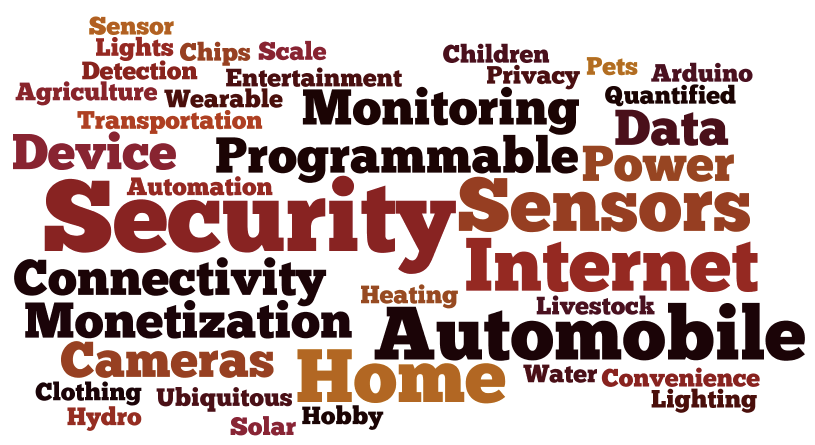 Sensor
Lights Chips Scale Children
Detection Entertainment Privacy Pets Arduino
Agriculture Wearable Monitoring Quantified
Transportation Data
Device Programmable Power
Automation
Security Sensors
Internet
Connectivity
Heating Livestock
Monetization Automobile
Cameras Home Water Convenience
Clothing Ubiquitous Lighting
Hydro Solar Hobby